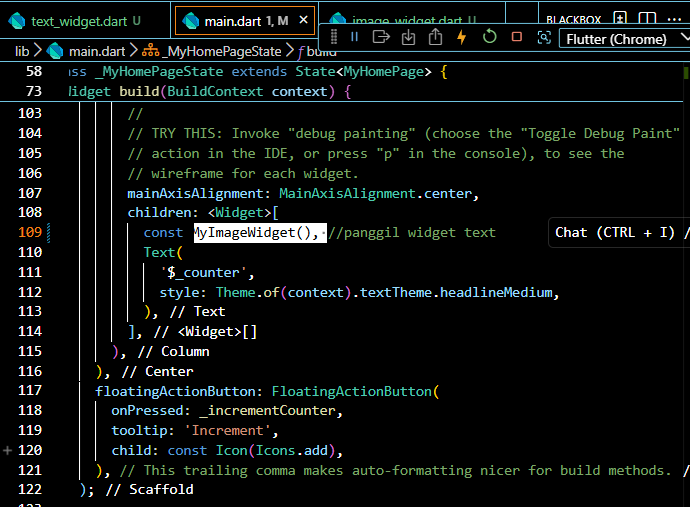 text_widget.dart U
main.dart 1, M
image_widget.dart U
BLACKBOX
Flutter (Chrome)
lib > main.dart > _MyHomePageState > build
58 ass _MyHomePageState extends State<MyHomePage> {
73 Widget build(BuildContext context) {
103 //
104 // TRY THIS: Invoke "debug painting" (choose the "Toggle Debug Paint"
105 // action in the IDE, or press "p" in the console), to see the
106 // wireframe for each widget.
107 mainAxisAlignment: MainAxisAlignment.center,
108 children: <Widget>[
109 const MyImageWidget(), //panggil widget text
Chat (CTRL + I) /
110 Text(
111 '$_counter',
112 style: Theme.of(context).textTheme.headlineMedium,
113 ), // Text
114 ], // <Widget>[]
115 ), // Column
116 ), // Center
117 floatingActionButton: FloatingActionButton(
118 onPressed: _incrementCounter,
119 tooltip: 'Increment',
120 child: const Icon(Icons.add),
121 ), // This trailing comma makes auto-formatting nicer for build methods. /
122 ); // Scaffold